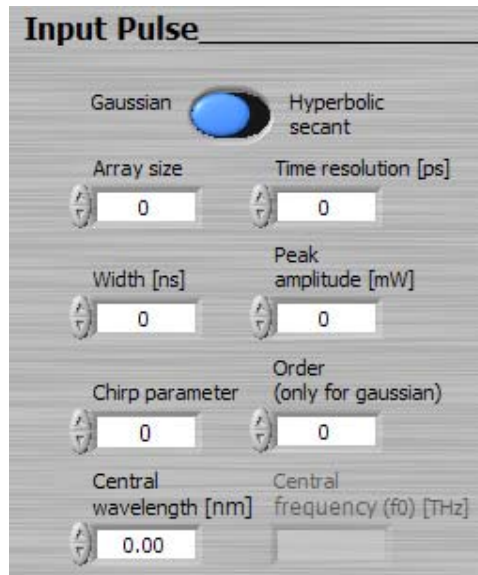 Input Pulse
Gaussian
Hyperbolic
secant
Array size
Time resolution [ps]
0
0
Width [ns]
Peak
amplitude [mW]
0
0
Chirp parameter
Order
(only for gaussian)
0
0
Central
wavelength [nm]
Central
frequency (f0) [THz]
0.00